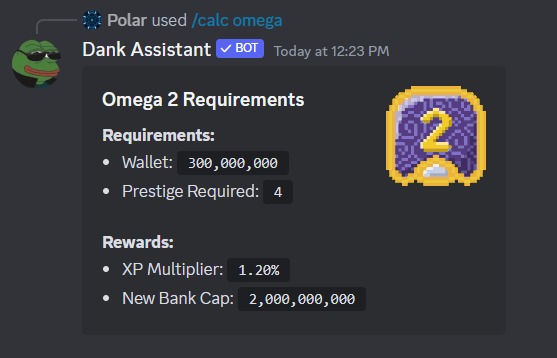 Polar used /calc omega
Dank Assistant ✓ BOT Today at 12:23 PM
Omega 2 Requirements
2
Requirements:
• Wallet: 300,000,000
• Prestige Required: 4
Rewards:
• XP Multiplier: 1.20%
• New Bank Cap: 2,000,000,000